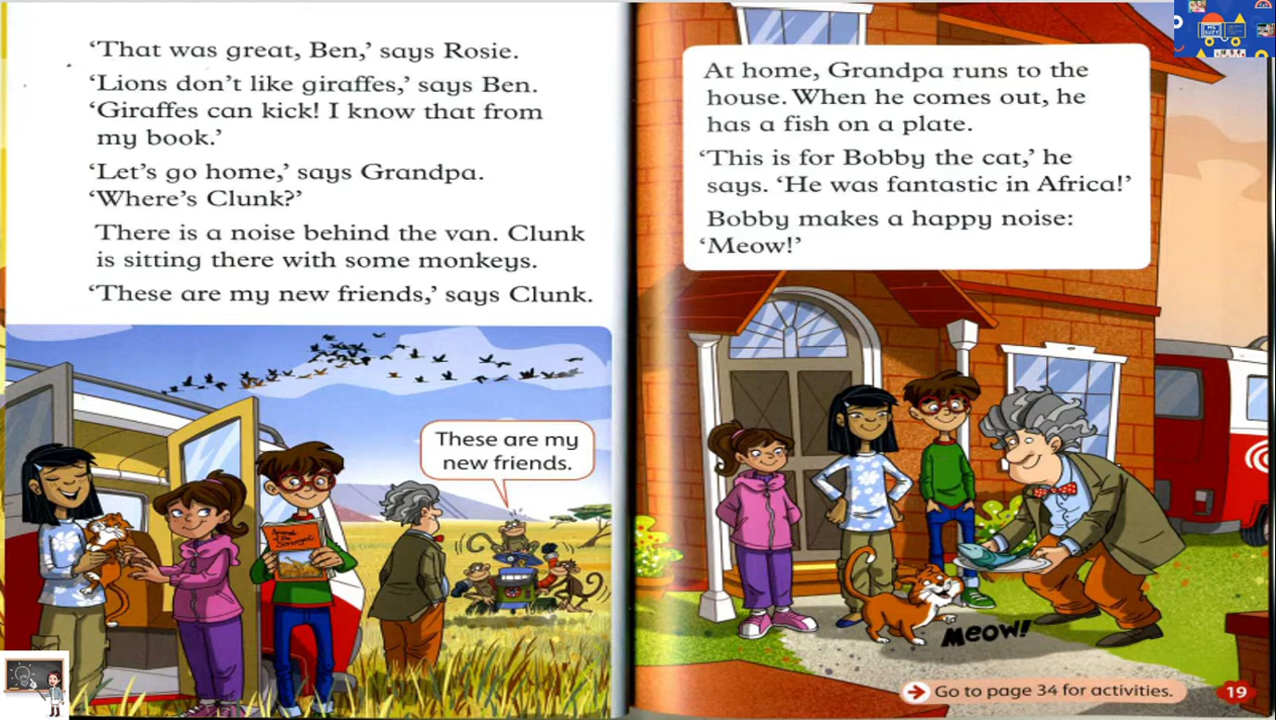 ‘That was great, Ben,’ says Rosie.
‘Lions don’t like giraffes,’ says Ben.
‘Giraffes can kick! I know that from
my book.’
‘Let’s go home,’ says Grandpa.
‘Where’s Clunk?’
There is a noise behind the van. Clunk
is sitting there with some monkeys.
‘These are my new friends,’ says Clunk.
These are my
new friends.
At home, Grandpa runs to the
house. When he comes out, he
has a fish on a plate.
‘This is for Bobby the cat,’ he
says. ‘He was fantastic in Africa!’
Bobby makes a happy noise:
‘Meow!’
MEOW!
Go to page 34 for activities.
19